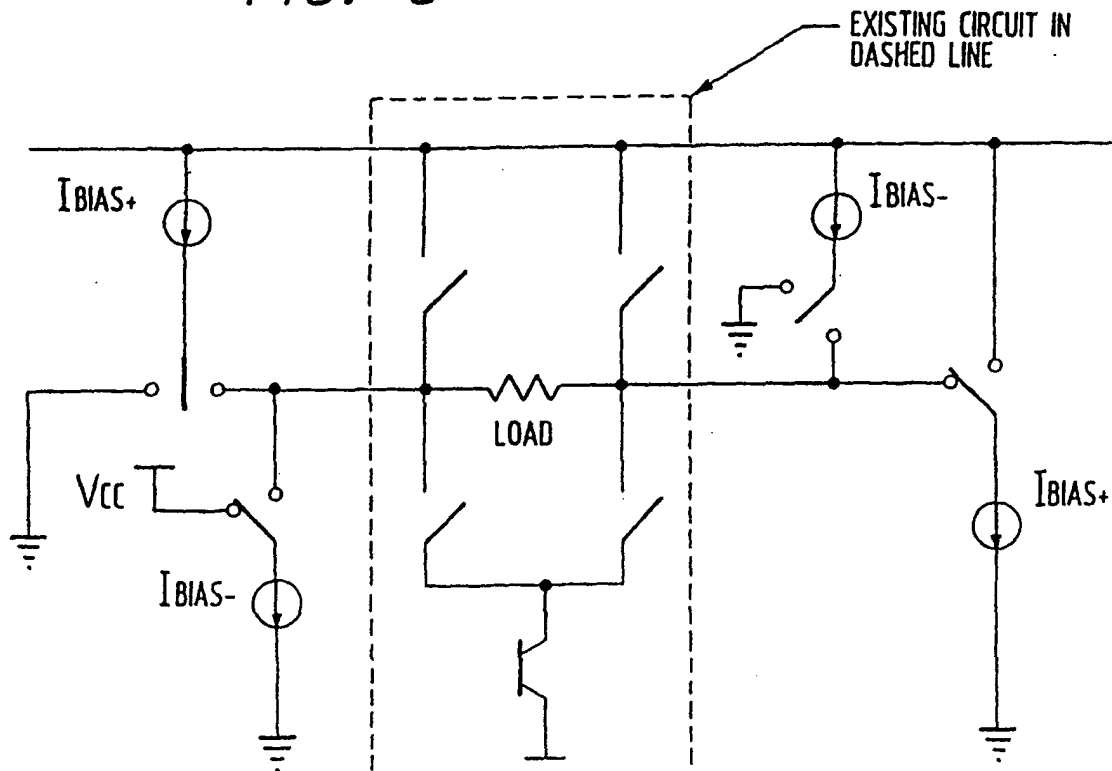 EXISTING CIRCUIT IN
DASHED LINE
IBIAS+
IBIAS-
LOAD
VCC
IBIAS+
IBIAS-